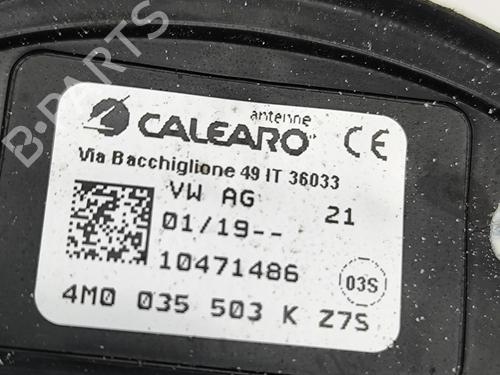 antenne
CALEARO
CE
Via Bacchiglione 49 IT 36033
VW AG 21
01/19--
10471486
03S
4M0 035 503 K Z7S
B-PARTS